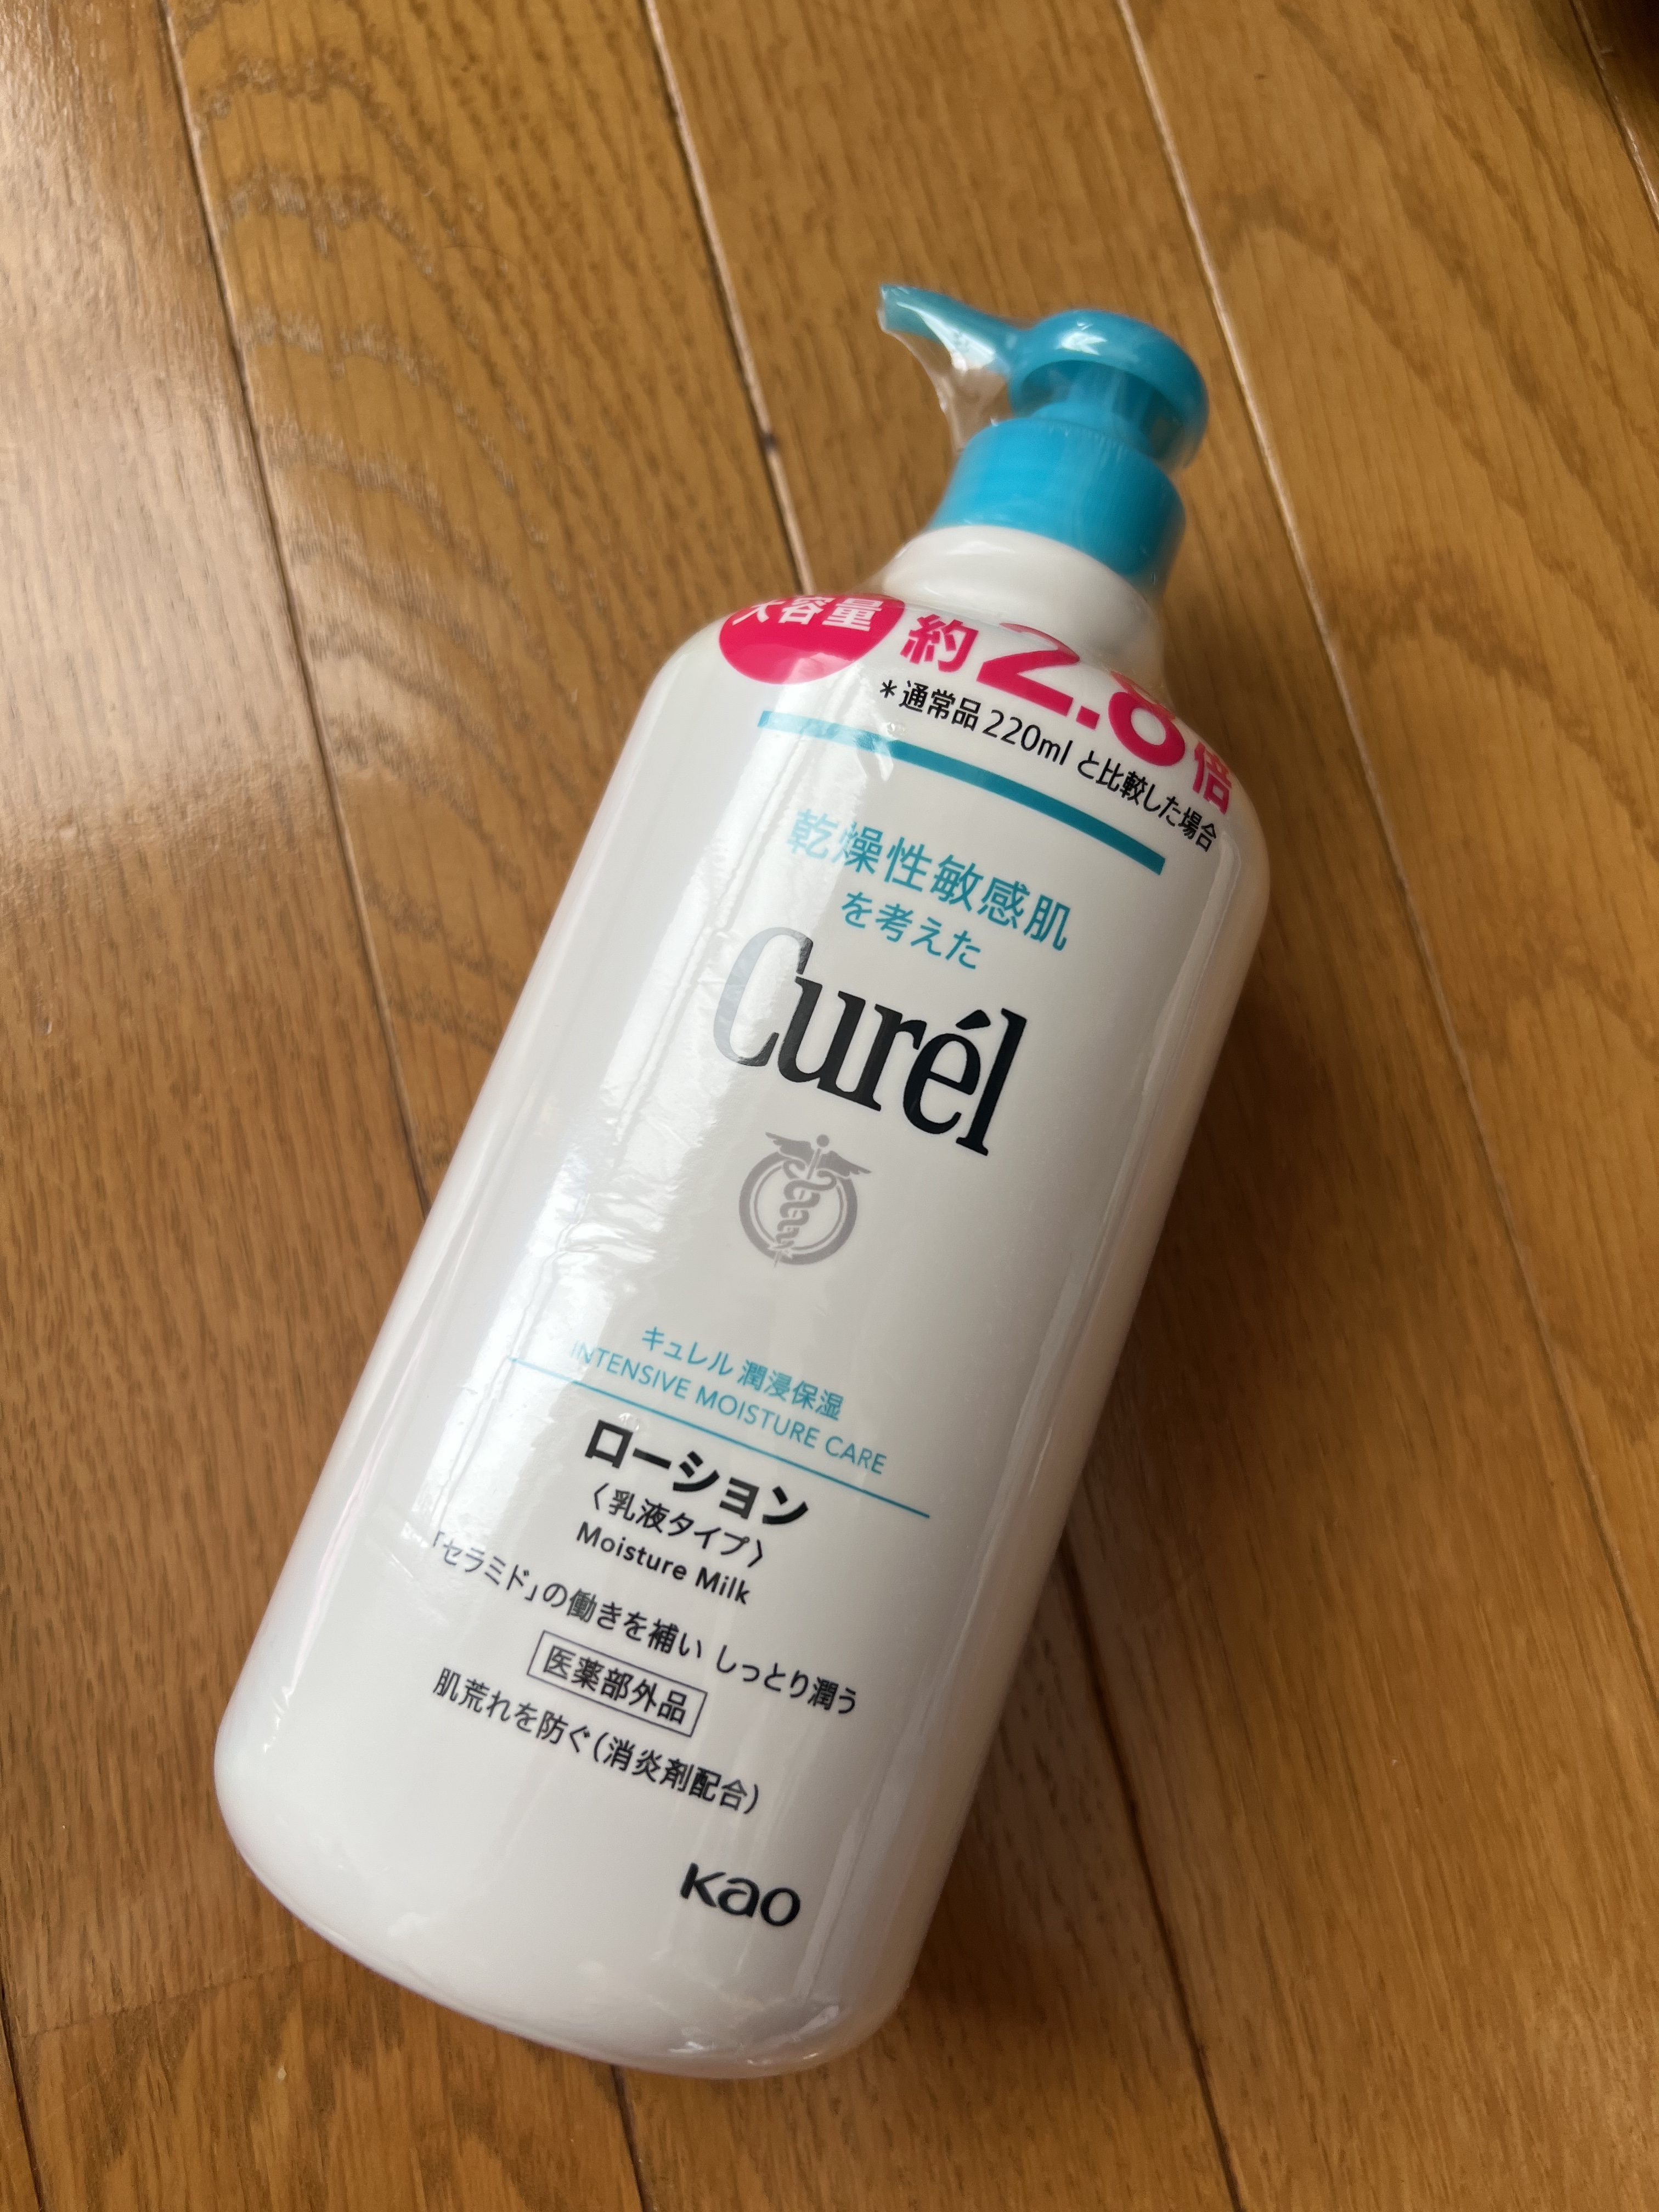 大容量 約2.8倍
*通常品220mlと比較した場合
乾燥性敏感肌
を考えた
Curél
キュレル 潤浸保湿
INTENSIVE MOISTURE CARE
ローション
〈乳液タイプ〉
Moisture Milk
「セラミド」の働きを補い しっとり潤う
医薬部外品
肌荒れを防ぐ(消炎剤配合)
Kao